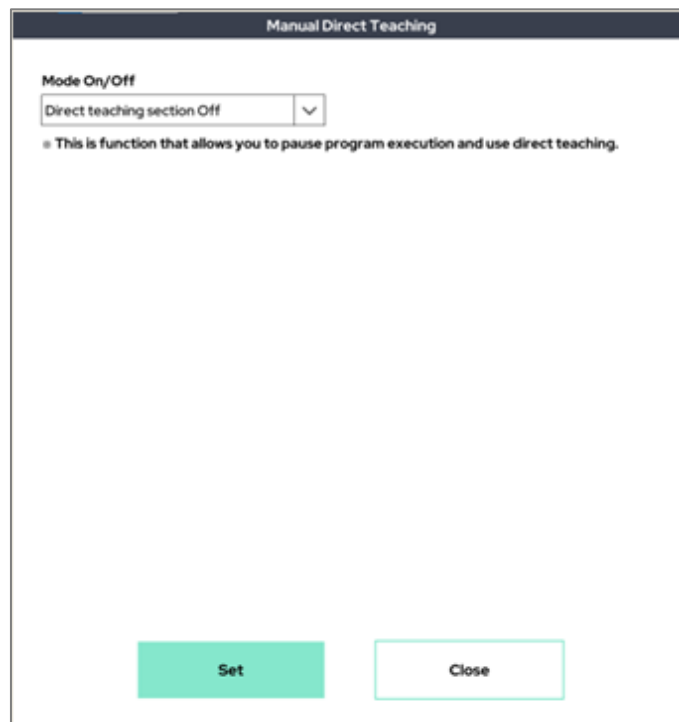 Manual Direct Teaching
Mode On/Off
Direct teaching section Off
This is function that allows you to pause program execution and use direct teaching.
Set
Close